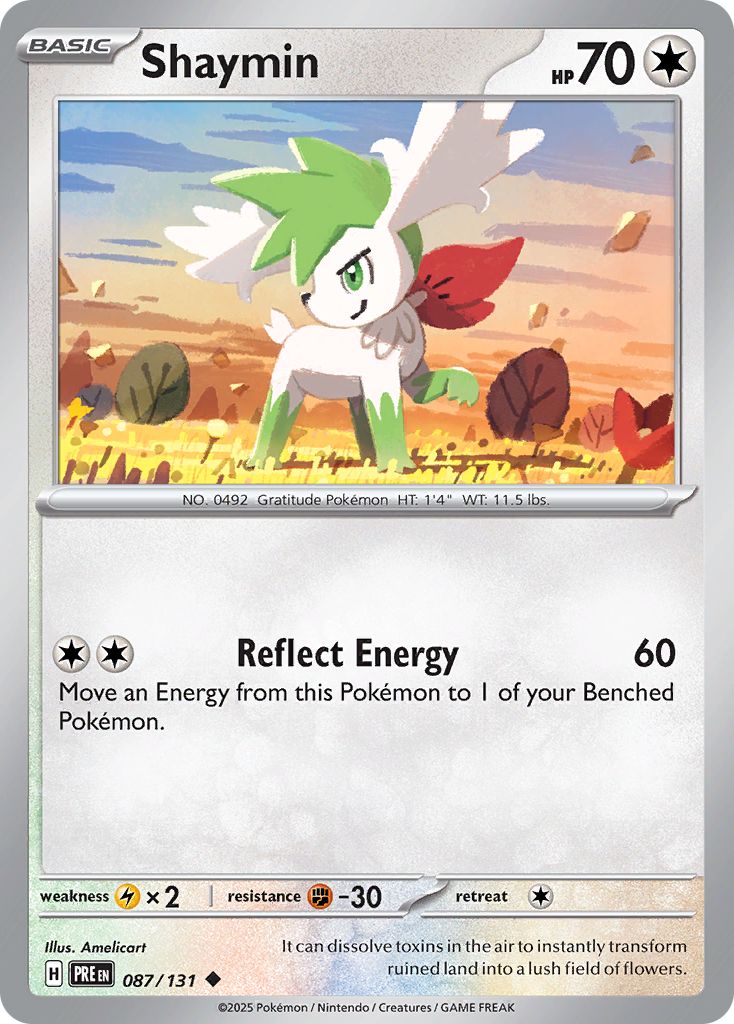 BASIC
Shaymin
HP 70
NO. 0492 Gratitude Pokémon HT: 1'4" WT: 11.5 lbs.
Reflect Energy 60
Move an Energy from this Pokémon to 1 of your Benched
Pokémon.
weakness ×2 resistance -30 retreat
Illus. Amelicart
It can dissolve toxins in the air to instantly transform
ruined land into a lush field of flowers.
H PRE EN 087/131
©2025 Pokémon / Nintendo / Creatures / GAME FREAK